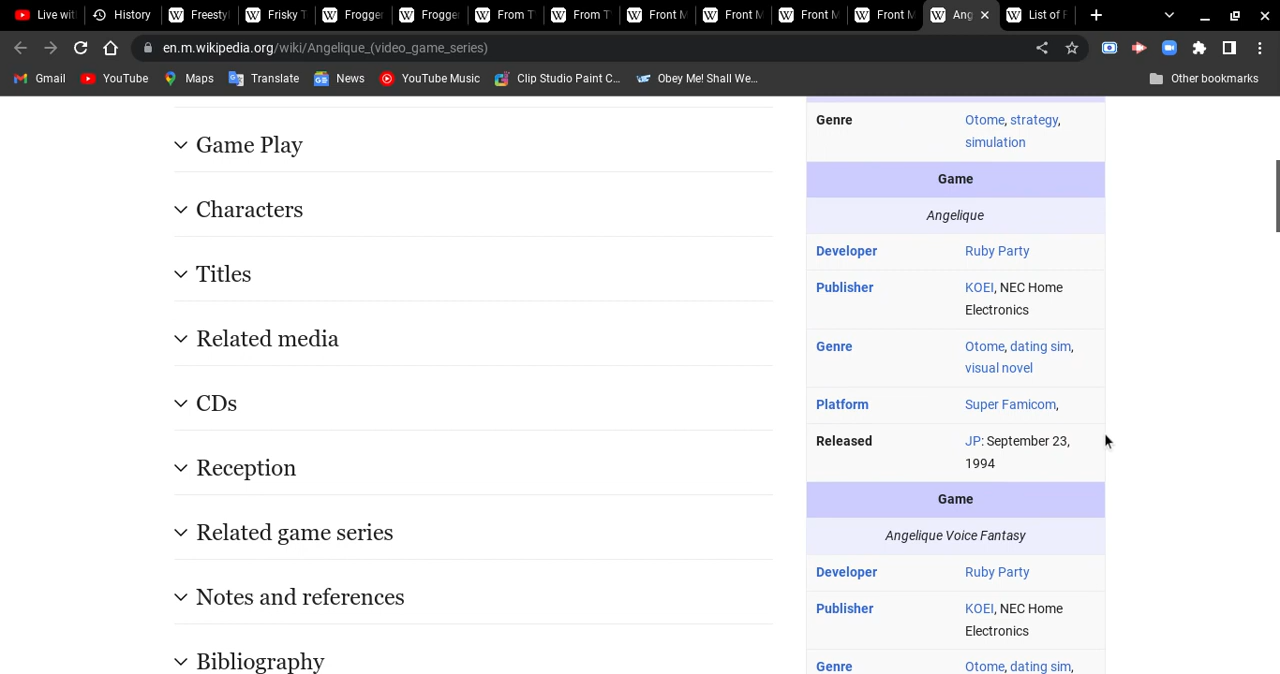 Live wit
History
Freestyl
Frisky T
Frogger
Frogger
From T
From T
Front M
Front M
Front M
Front M
Ang
List of F
en.m.wikipedia.org/wiki/Angelique_(video_game_series)
Gmail
YouTube
Maps
Translate
News
YouTube Music
Clip Studio Paint C...
Obey Me! Shall We...
Other bookmarks
Game Play
Characters
Titles
Related media
CDs
Reception
Related game series
Notes and references
Bibliography
Genre Otome, strategy,
simulation
Game
Angelique
Developer Ruby Party
Publisher KOEI, NEC Home
Electronics
Genre Otome, dating sim,
visual novel
Platform Super Famicom,
Released JP: September 23,
1994
Game
Angelique Voice Fantasy
Developer Ruby Party
Publisher KOEI, NEC Home
Electronics
Genre Otome, dating sim,